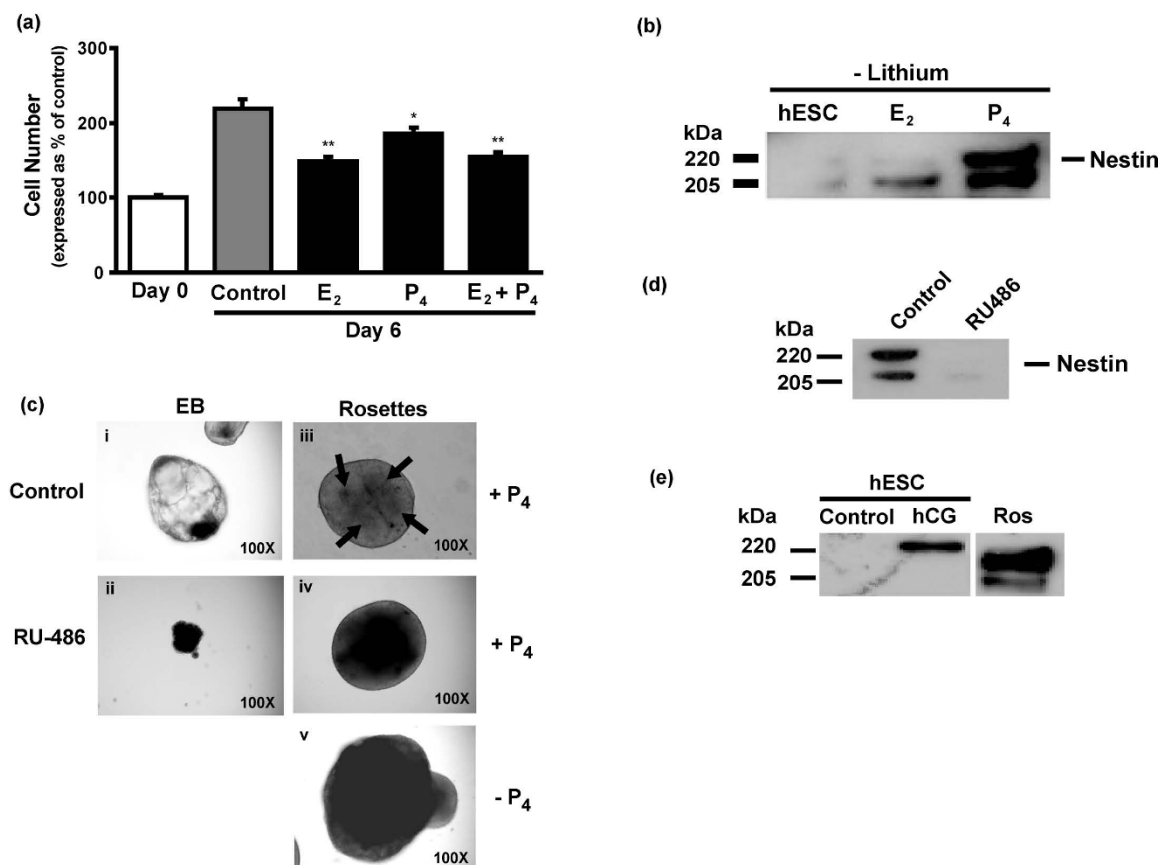 (a)
300
200
100
0
Cell Number
(expressed as % of control)
**
*
**
Day 0
Control
E₂
P₄
E₂ + P₄
Day 6
(b)
- Lithium
hESC
E₂
P₄
kDa
220
205
Nestin
(c)
EB
Rosettes
Control
i
100X
iii
100X
+ P₄
RU-486
ii
100X
iv
100X
+ P₄
v
100X
- P₄
(d)
Control
RU486
kDa
220
205
Nestin
(e)
hESC
kDa
Control
hCG
Ros
220
205